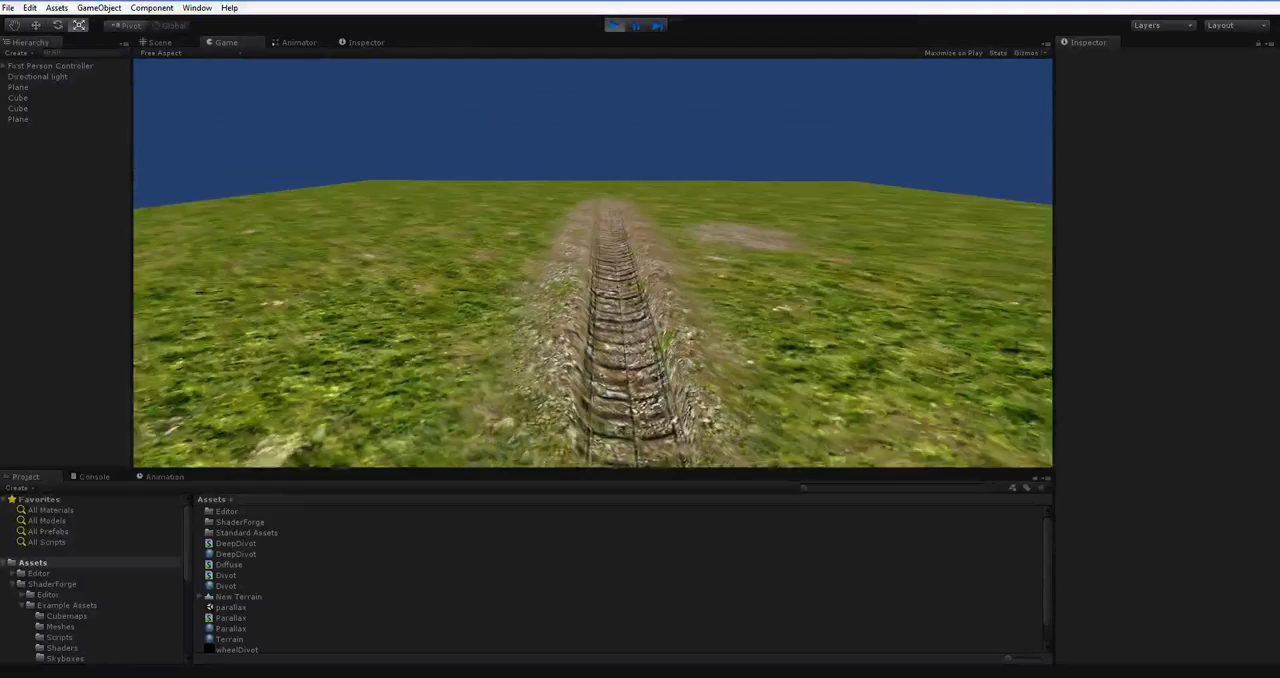 File Edit Assets GameObject Component Window Help
Pivot Global Layers Layout
Hierarchy Scene Game Animator Inspector Inspector
Create Free Aspect Maximize on Play Stats Gizmos
First Person Controller
Directional light
Plane
Cube
Cube
Plane
Project Console Animation
Create
Favorites
All Materials
All Models
All Prefabs
All Scripts
Assets
Editor
ShaderForge
Editor
Example Assets
Cubemaps
Meshes
Scripts
Shaders
Skyboxes
Assets
Editor
ShaderForge
Standard Assets
DeepDivot
DeepDivot
Diffuse
Divot
Divot
New Terrain
parallax
Parallax
Parallax
Terrain
wheelDivot